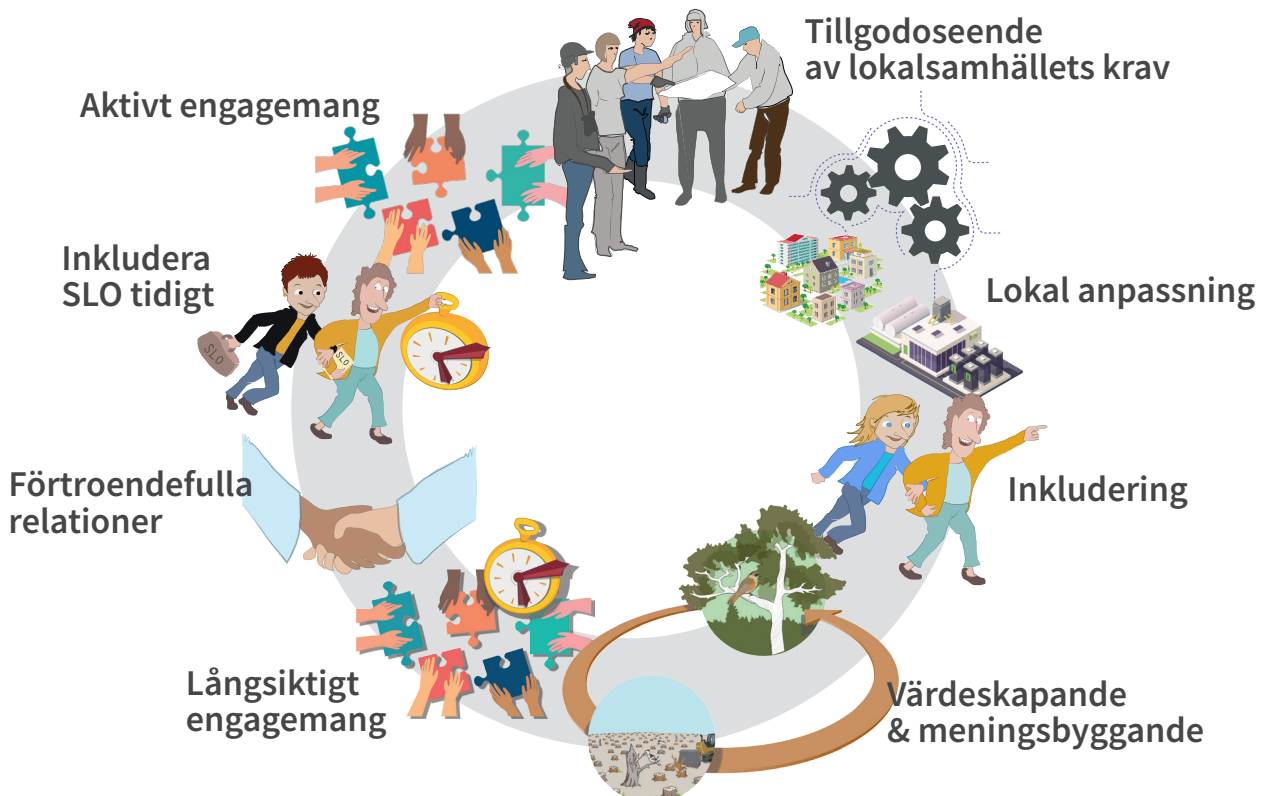 Tillgodoseende
av lokalsamhällets krav
Aktivt engagemang
Inkludera
SLO tidigt
SLO
SLO
Lokal anpassning
Förtroendefulla
relationer
Inkludering
Långsiktigt
engagemang
Värdeskapande
& meningsbyggande